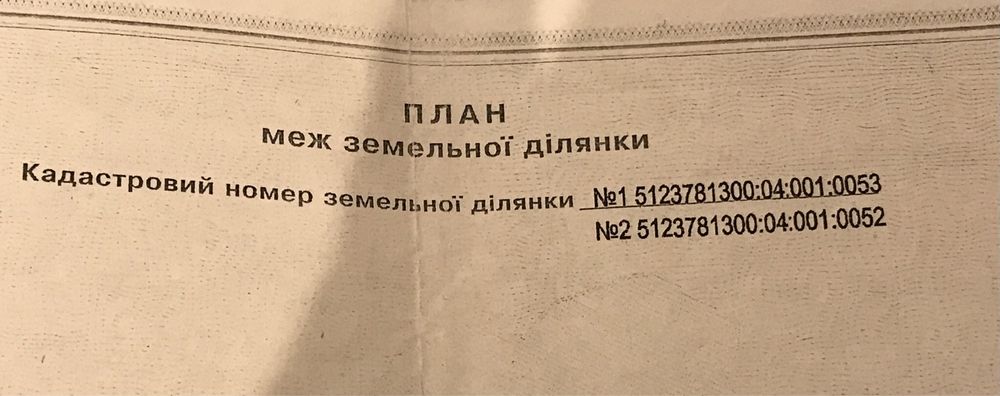 ПЛАН
меж земельної ділянки
Кадастровий номер земельної ділянки №1 5123781300:04:001:0053
№2 5123781300:04:001:0052